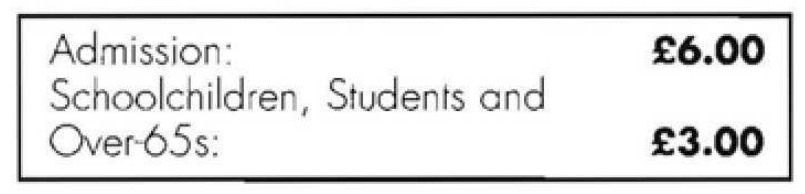 Admission: £6.00
Schoolchildren, Students and
Over-65s: £3.00